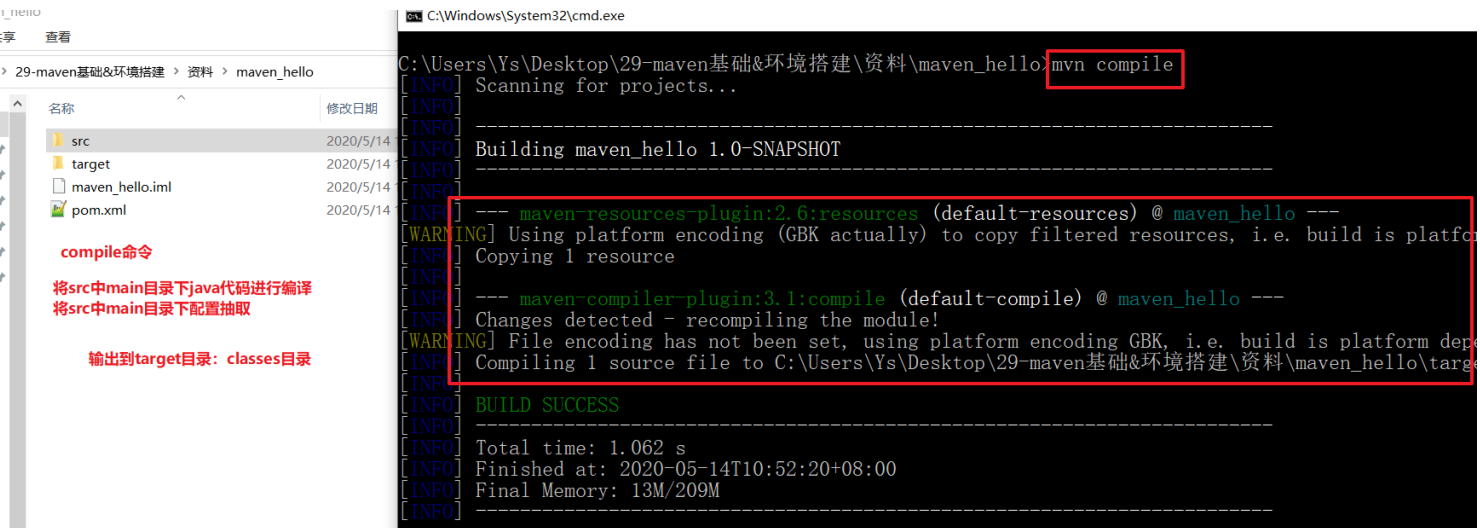 C:\Windows\System32\cmd.exe
查看
29-maven基础&环境搭建 > 资料 > maven_hello
名称 修改日期
src 2020/5/14
target 2020/5/14
maven_hello.iml 2020/5/14
pom.xml 2020/5/14
compile命令
将src中main目录下java代码进行编译
将src中main目录下配置抽取
输出到target目录：classes目录
C:\Users\Ys\Desktop\29-maven基础&环境搭建\资料\maven_hello>mvn compile
[INFO] Scanning for projects...
[INFO]
[INFO] ------------------------------------------------------------------------
[INFO] Building maven_hello 1.0-SNAPSHOT
[INFO] ------------------------------------------------------------------------
[INFO]
[INFO] --- maven-resources-plugin:2.6:resources (default-resources) @ maven_hello ---
[WARNING] Using platform encoding (GBK actually) to copy filtered resources, i.e. build is platfor
[INFO] Copying 1 resource
[INFO]
[INFO] --- maven-compiler-plugin:3.1:compile (default-compile) @ maven_hello ---
[INFO] Changes detected - recompiling the module!
[WARNING] File encoding has not been set, using platform encoding GBK, i.e. build is platform depe
[INFO] Compiling 1 source file to C:\Users\Ys\Desktop\29-maven基础&环境搭建\资料\maven_hello\targe
[INFO] ------------------------------------------------------------------------
[INFO] BUILD SUCCESS
[INFO] ------------------------------------------------------------------------
[INFO] Total time: 1.062 s
[INFO] Finished at: 2020-05-14T10:52:20+08:00
[INFO] Final Memory: 13M/209M
[INFO] ------------------------------------------------------------------------